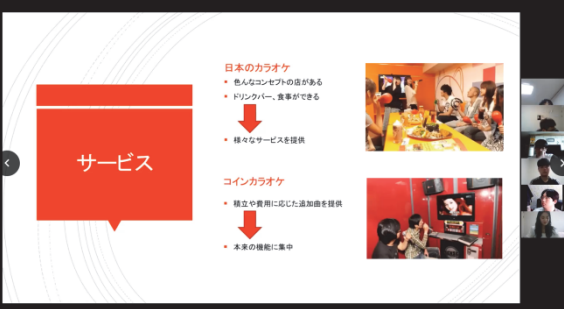 サービス
日本のカラオケ
色んなコンセプトの店がある
ドリンクバー、食事ができる
様々なサービスを提供
コインカラオケ
積立や費用に応じた追加曲を提供
本来の機能に集中